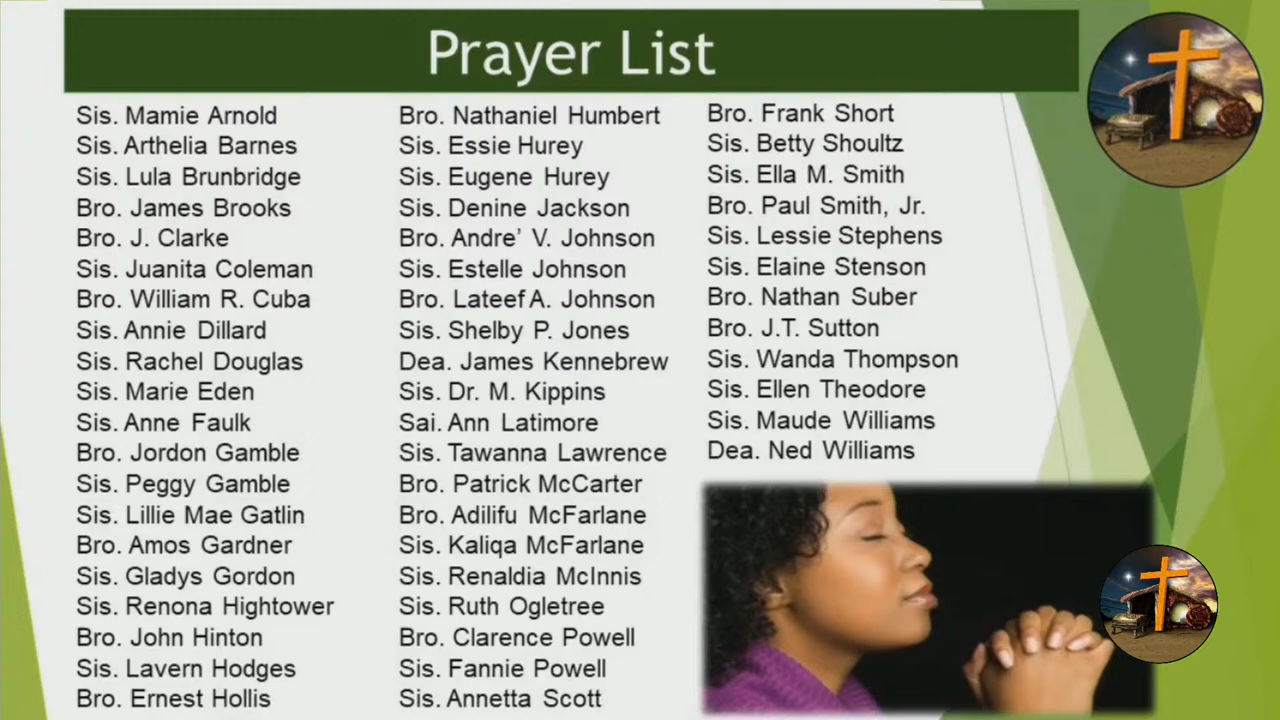 Prayer List
Sis. Mamie Arnold
Sis. Arthelia Barnes
Sis. Lula Brunbridge
Bro. James Brooks
Bro. J. Clarke
Sis. Juanita Coleman
Bro. William R. Cuba
Sis. Annie Dillard
Sis. Rachel Douglas
Sis. Marie Eden
Sis. Anne Faulk
Bro. Jordon Gamble
Sis. Peggy Gamble
Sis. Lillie Mae Gatlin
Bro. Amos Gardner
Sis. Gladys Gordon
Sis. Renona Hightower
Bro. John Hinton
Sis. Lavern Hodges
Bro. Ernest Hollis
Bro. Nathaniel Humbert
Sis. Essie Hurey
Sis. Eugene Hurey
Sis. Denine Jackson
Bro. Andre’ V. Johnson
Sis. Estelle Johnson
Bro. Lateef A. Johnson
Sis. Shelby P. Jones
Dea. James Kennebrew
Sis. Dr. M. Kippins
Sai. Ann Latimore
Sis. Tawanna Lawrence
Bro. Patrick McCarter
Bro. Adilifu McFarlane
Sis. Kaliqa McFarlane
Sis. Renaldia McInnis
Sis. Ruth Ogletree
Bro. Clarence Powell
Sis. Fannie Powell
Sis. Annetta Scott
Bro. Frank Short
Sis. Betty Shoultz
Sis. Ella M. Smith
Bro. Paul Smith, Jr.
Sis. Lessie Stephens
Sis. Elaine Stenson
Bro. Nathan Suber
Bro. J.T. Sutton
Sis. Wanda Thompson
Sis. Ellen Theodore
Sis. Maude Williams
Dea. Ned Williams